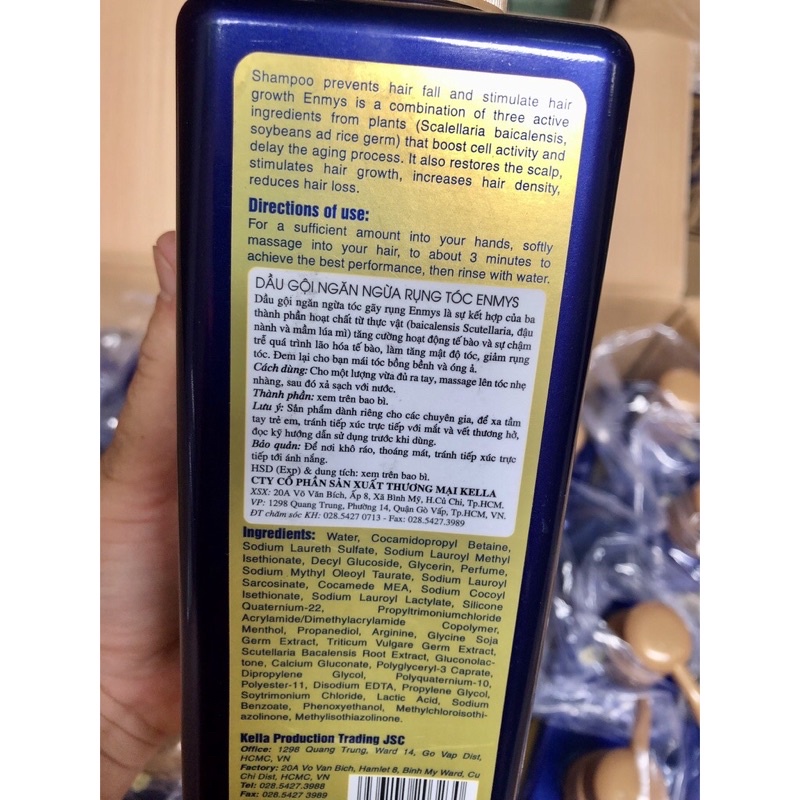 Shampoo prevents hair fall and stimulate hair
growth Enmys is a combination of three active
ingredients from plants (Scalellaria baicalensis,
soybeans ad rice germ) that boost cell activity and
delay the aging process. It also restores the scalp,
stimulates hair growth, increases hair density,
reduces hair loss.
Directions of use:
For a sufficient amount into your hands, softly
massage into your hair, to about 3 minutes to
achieve the best performance, then rinse with water.
DẦU GỘI NGĂN NGỪA RỤNG TÓC ENMYS
Dầu gội ngăn ngừa tóc gãy rụng Enmys là sự kết hợp của ba
thành phần hoạt chất từ thực vật (baicalensis Scutellaria, đậu
nành và mầm lúa mì) tăng cường hoạt động tế bào và sự chậm
trễ quá trình lão hóa tế bào, làm tăng mật độ tóc, giảm rụng
tóc. Đem lại cho bạn mái tóc bồng bềnh và óng ả.
Cách dùng: Cho một lượng vừa đủ ra tay, massage lên tóc nhẹ
nhàng, sau đó xả sạch với nước.
Thành phần: xem trên bao bì.
Lưu ý: Sản phẩm dành riêng cho các chuyên gia, để xa tầm
tay trẻ em, tránh tiếp xúc trực tiếp với mắt và vết thương hở,
đọc kỹ hướng dẫn sử dụng trước khi dùng.
Bảo quản: Để nơi khô ráo, thoáng mát, tránh tiếp xúc trực
tiếp tới ánh nắng.
HSD (Exp) & dung tích: xem trên bao bì.
CTY CỔ PHẦN SẢN XUẤT THƯƠNG MẠI KELLA
XSX: 20A Võ Văn Bích, Ấp 8, Xã Bình Mỹ, H.Củ Chi, Tp.HCM.
VP: 1298 Quang Trung, Phường 14, Quận Gò Vấp, Tp.HCM, VN.
ĐT chăm sóc KH: 028.5427 0713 - Fax: 028.5427.3989
Ingredients: Water, Cocamidopropyl Betaine,
Sodium Laureth Sulfate, Sodium Lauroyl Methyl
Isethionate, Decyl Glucoside, Glycerin, Perfume,
Sodium Mythyl Oleoyl Taurate, Sodium Lauroyl
Sarcosinate, Cocamede MEA, Sodium Cocoyl
Isethionate, Sodium Lauroyl Lactylate, Silicone
Quaternium-22, Propyltrimoniumchloride
Acrylamide/Dimethylacrylamide Copolymer,
Menthol, Propanediol, Arginine, Glycine Soja
Germ Extract, Triticum Vulgare Germ Extract,
Scutellaria Bacalensis Root Extract, Gluconolac-
tone, Calcium Gluconate, Polyglyceryl-3 Caprate,
Dipropylene Glycol, Polyquaternium-10,
Polyester-11, Disodium EDTA, Propylene Glycol,
Soytrimonium Chloride, Lactic Acid, Sodium
Benzoate, Phenoxyethanol, Methylchloroisothi-
azolinone, Methylisothiazolinone.
Kella Production Trading JSC
Office: 1298 Quang Trung, Ward 14, Go Vap Dist,
HCMC, VN
Factory: 20A Vo Van Bich, Hamlet 8, Binh My Ward, Cu
Chi Dist, HCMC, VN
Tel: 028.5427.3988
Fax: 028.5427 3989